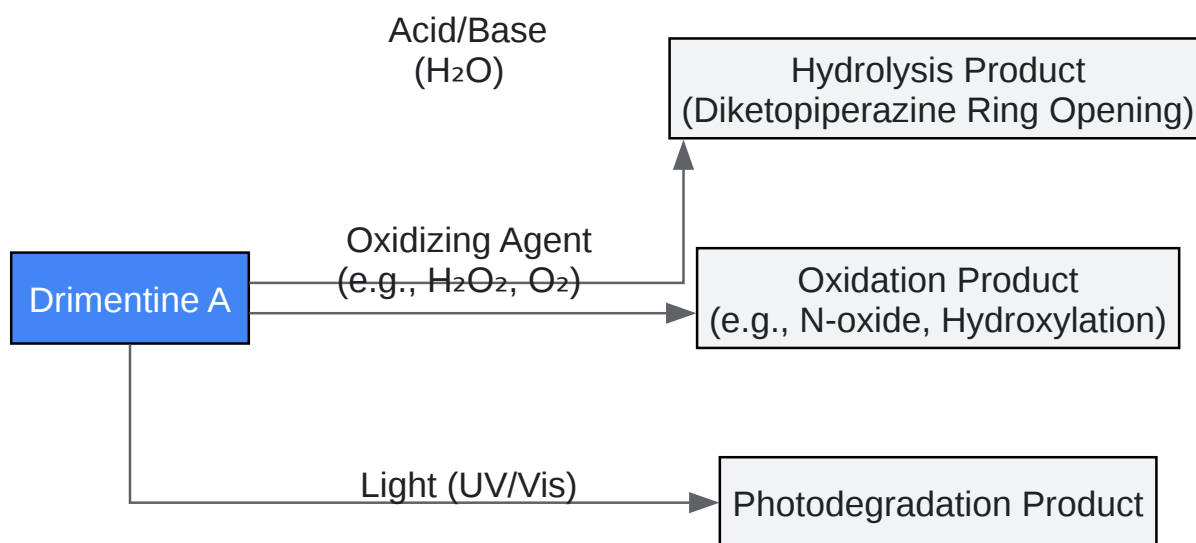 Acid/Base
(H₂O)
Hydrolysis Product
(Diketopiperazine Ring Opening)
Oxidizing Agent
(e.g., H₂O₂, O₂)
Drimentine A
Oxidation Product
(e.g., N-oxide, Hydroxylation)
Light (UV/Vis)
Photodegradation Product